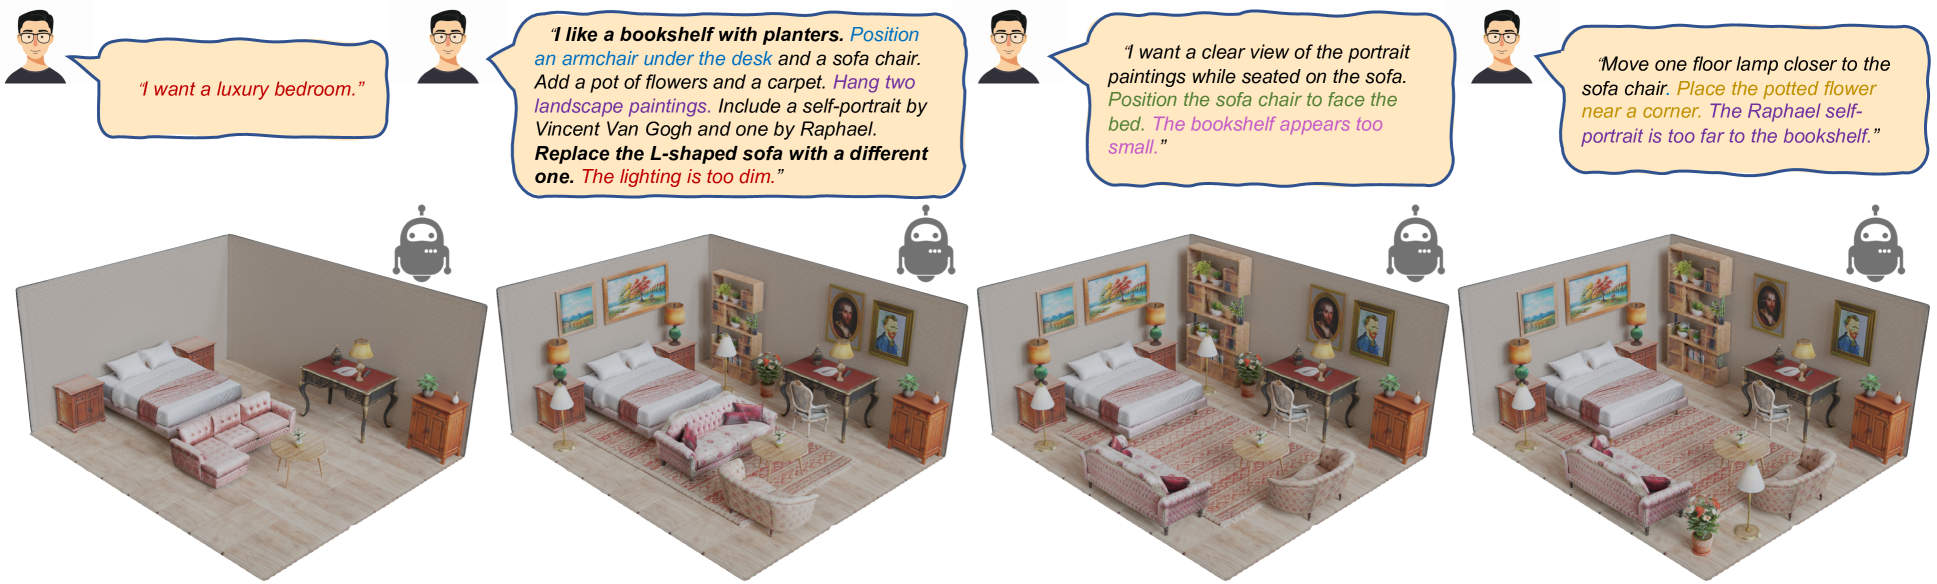 “I want a luxury bedroom.”
“I like a bookshelf with planters. Position
an armchair under the desk and a sofa chair.
Add a pot of flowers and a carpet. Hang two
landscape paintings. Include a self-portrait by
Vincent Van Gogh and one by Raphael.
Replace the L-shaped sofa with a different
one. The lighting is too dim.”
“I want a clear view of the portrait
paintings while seated on the sofa.
Position the sofa chair to face the
bed. The bookshelf appears too
small.”
“Move one floor lamp closer to the
sofa chair. Place the potted flower
near a corner. The Raphael self-
portrait is too far to the bookshelf.”